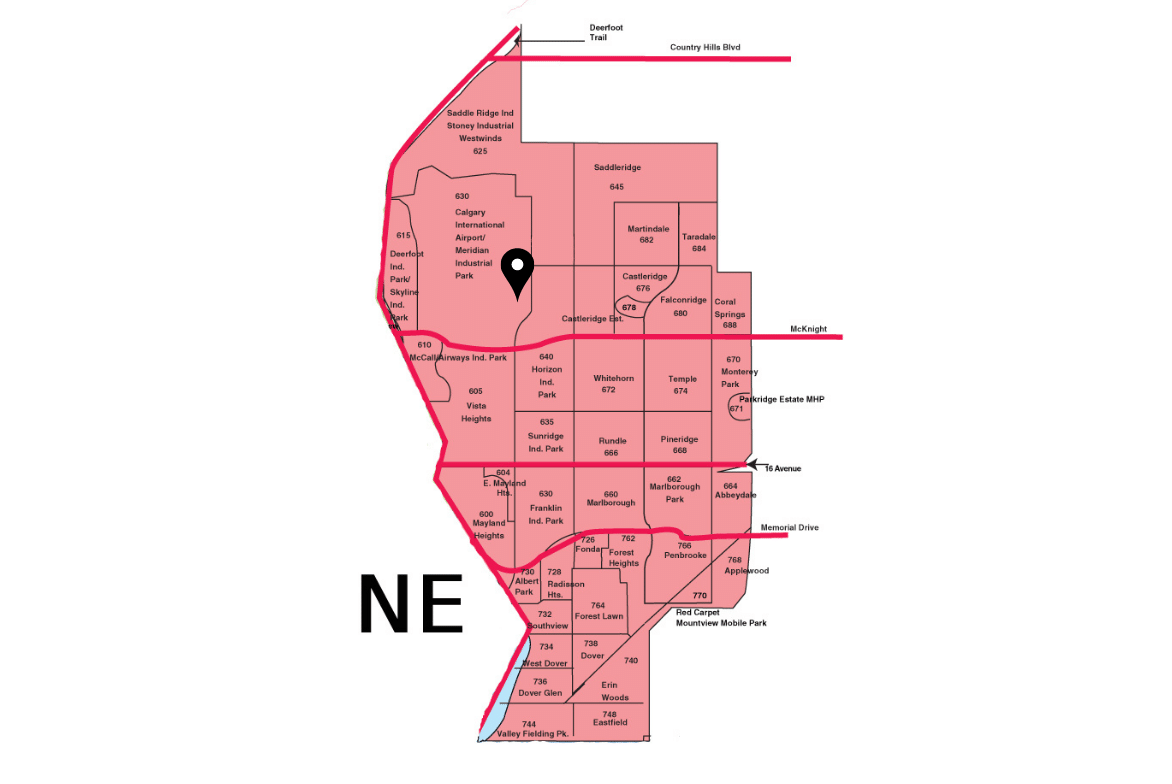 Deerfoot
Trail
Country Hills Blvd
Saddle Ridge Ind
Stoney Industrial
Westwinds
625
Saddleridge
645
630
Calgary
International
Airport/
Meridian
Industrial
Park
615
Deerfoot
Ind.
Park/
Skyline
Ind.
Park
Martindale
682
Taradale
684
Castleridge
676
678
Falconridge
680
Coral
Springs
688
Castleridge Est.
McKnight
610
McCall/Airways Ind. Park
605
Vista
Heights
640
Horizon
Ind.
Park
Whitehorn
672
Temple
674
670
Monterey
Park
Parkridge Estate MHP
671
635
Sunridge
Ind. Park
Rundle
666
Pineridge
668
16 Avenue
604
E. Mayland
Hts.
600
Mayland
Heights
630
Franklin
Ind. Park
660
Marlborough
662
Marlborough
Park
664
Abbeydale
Memorial Drive
726
Fonda
762
Forest
Heights
766
Penbrooke
768
Applewood
730
Albert
Park
728
Radisson
Hts.
764
Forest Lawn
770
Red Carpet
Mountview Mobile Park
NE
732
Southview
734
West Dover
738
Dover
740
Erin
Woods
736
Dover Glen
744
Valley Fielding Pk.
748
Eastfield